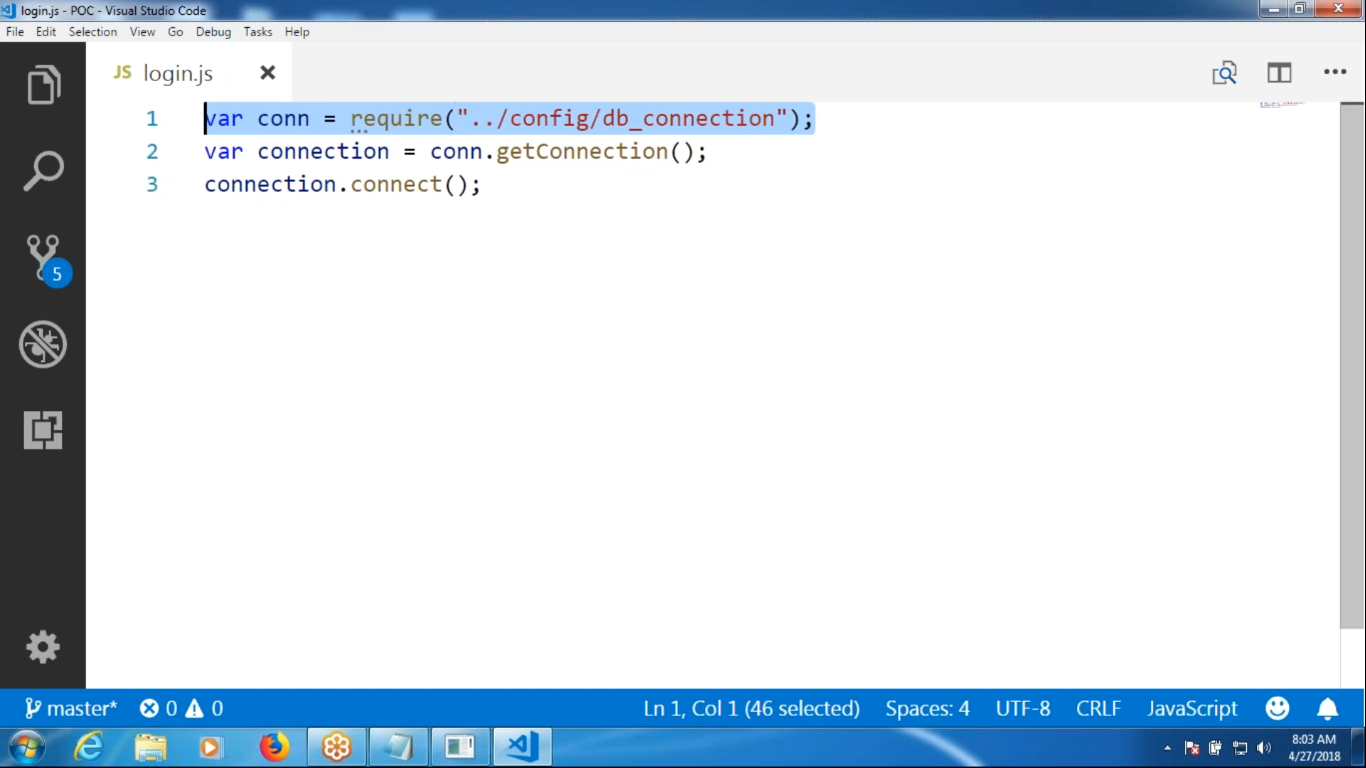 login.js - POC - Visual Studio Code
File Edit Selection View Go Debug Tasks Help
JS login.js
1 var conn = require("../config/db_connection");
2 var connection = conn.getConnection();
3 connection.connect();
5
master* 0 0 Ln 1, Col 1 (46 selected) Spaces: 4 UTF-8 CRLF JavaScript
8:03 AM
4/27/2018